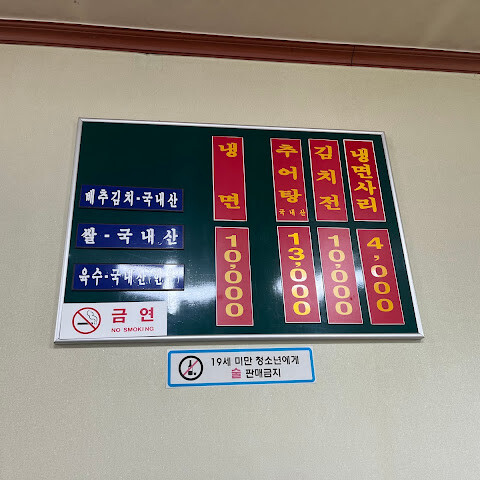 냉면
추어탕
국내산
김치전
냉면사리
10,000
13,000
10,000
4,000
배추김치-국내산
쌀-국내산
육수-국내산
금연
NO SMOKING
19세 미만 청소년에게
술 판매금지